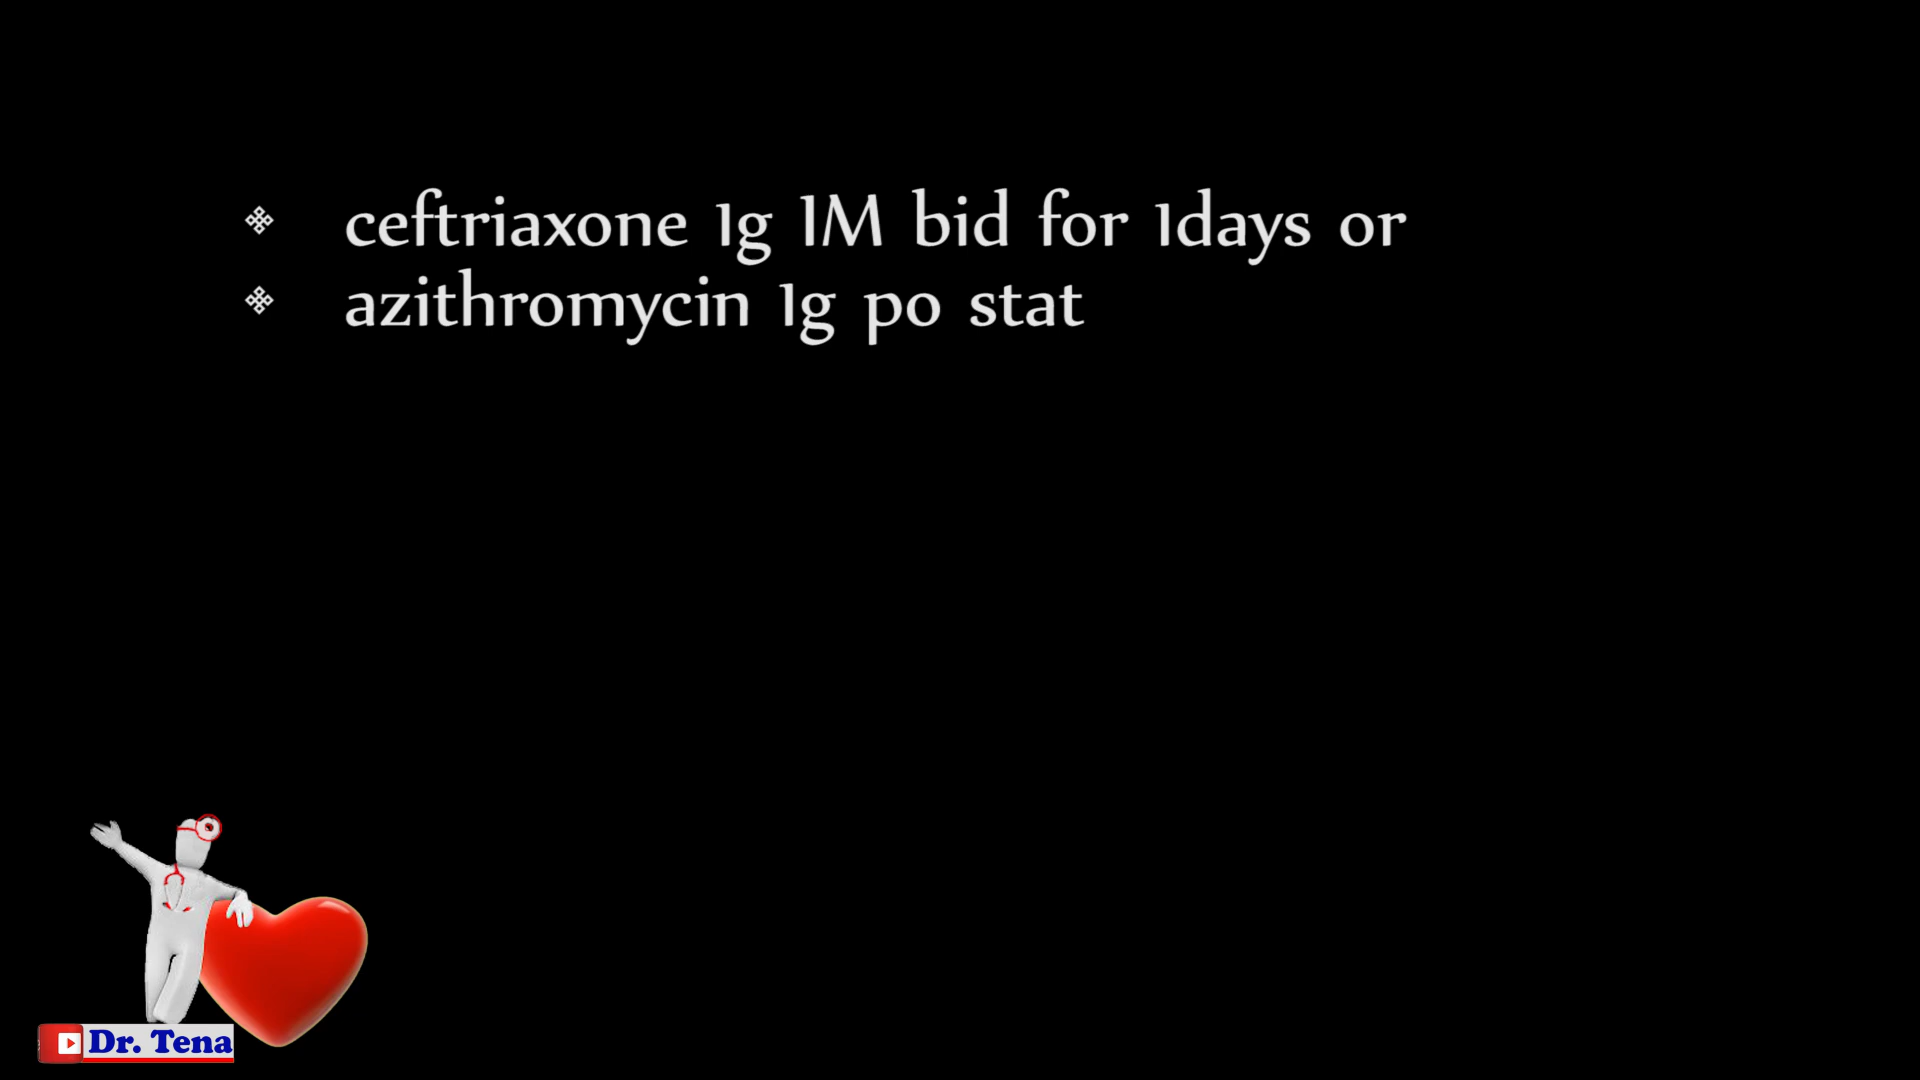 ❖ ceftriaxone 1g IM bid for 1days or
❖ azithromycin 1g po stat
Dr. Tena